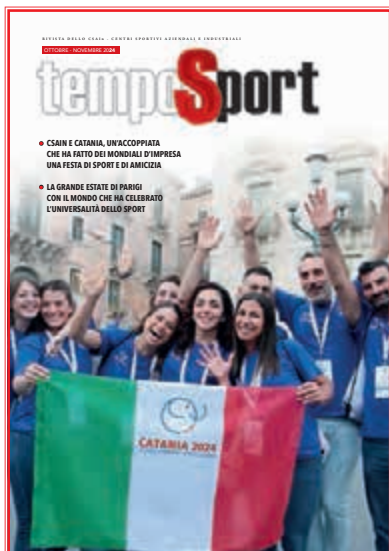 RIVISTA DELLO CSAIn - CENTRI SPORTIVI AZIENDALI E INDUSTRIALI
OTTOBRE - NOVEMBRE 2024
tempoSport
CSAIN E CATANIA, UN'ACCOPPIATA
CHE HA FATTO DEI MONDIALI D'IMPRESA
UNA FESTA DI SPORT E DI AMICIZIA
LA GRANDE ESTATE DI PARIGI
CON IL MONDO CHE HA CELEBRATO
L'UNIVERSALITÀ DELLO SPORT
CATANIA 2024